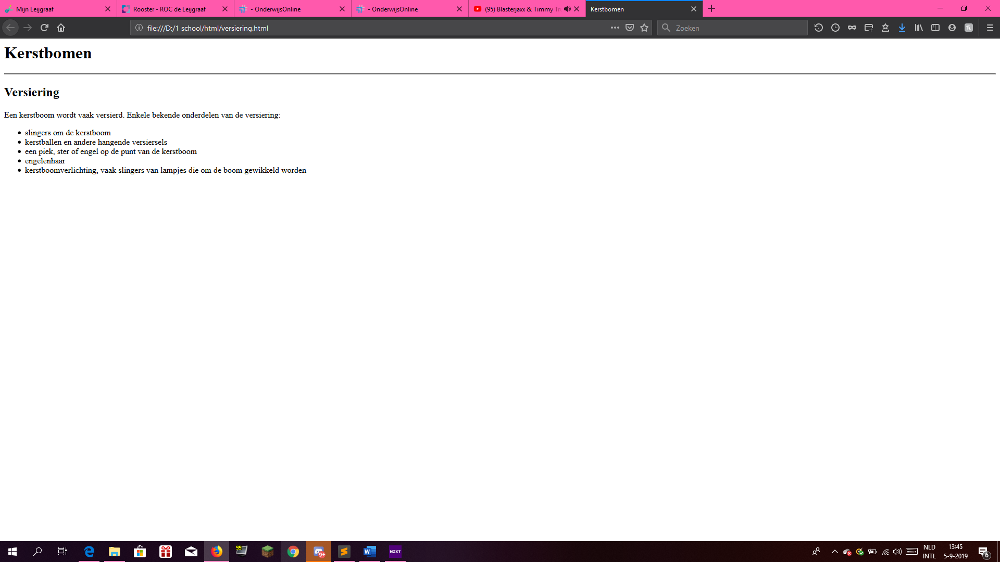 Mijn Leijgraaf
Rooster - ROC de Leijgraaf
- OnderwijsOnline
- OnderwijsOnline
(95) Blasterjaxx & Timmy
Kerstbomen
file:///D:/1 school/html/versiering.html
Zoeken
Kerstbomen
Versiering
Een kerstboom wordt vaak versierd. Enkele bekende onderdelen van de versiering:
slingers om de kerstboom
kerstballen en andere hangende versiersels
een piek, ster of engel op de punt van de kerstboom
engelenhaar
kerstboomverlichting, vaak slingers van lampjes die om de boom gewikkeld worden
99
9+
NZXT
NLD
INTL
13:45
5-9-2019
6